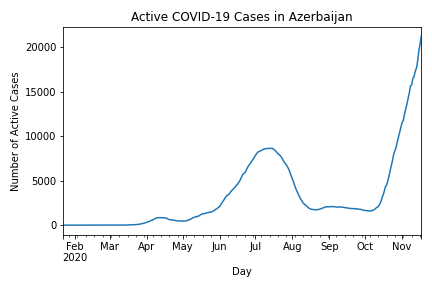 Active COVID-19 Cases in Azerbaijan
Number of Active Cases
20000
15000
10000
5000
0
Feb Mar Apr May Jun Jul Aug Sep Oct Nov
2020
Day